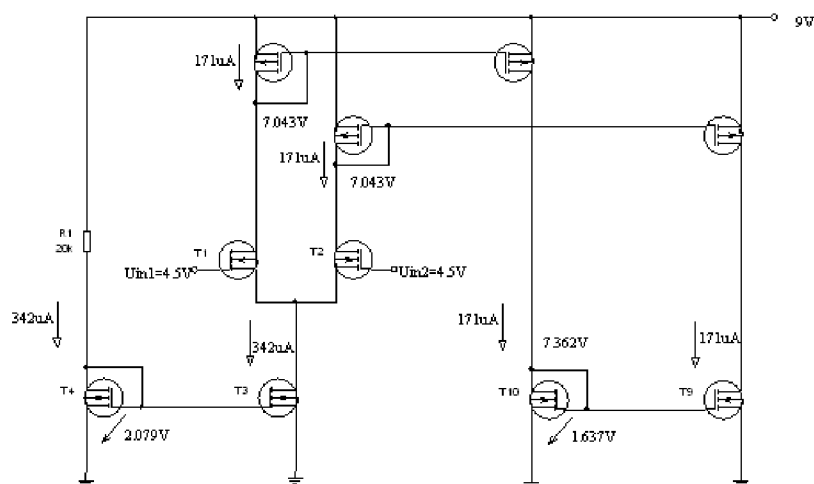 9V
171uA
7.043V
171uA
7.043V
R1
20k
T1
T2
Uin1=4.5V
Uin2=4.5V
342uA
342uA
171uA
7.362V
171uA
T4
T3
T10
T9
2.079V
1.637V